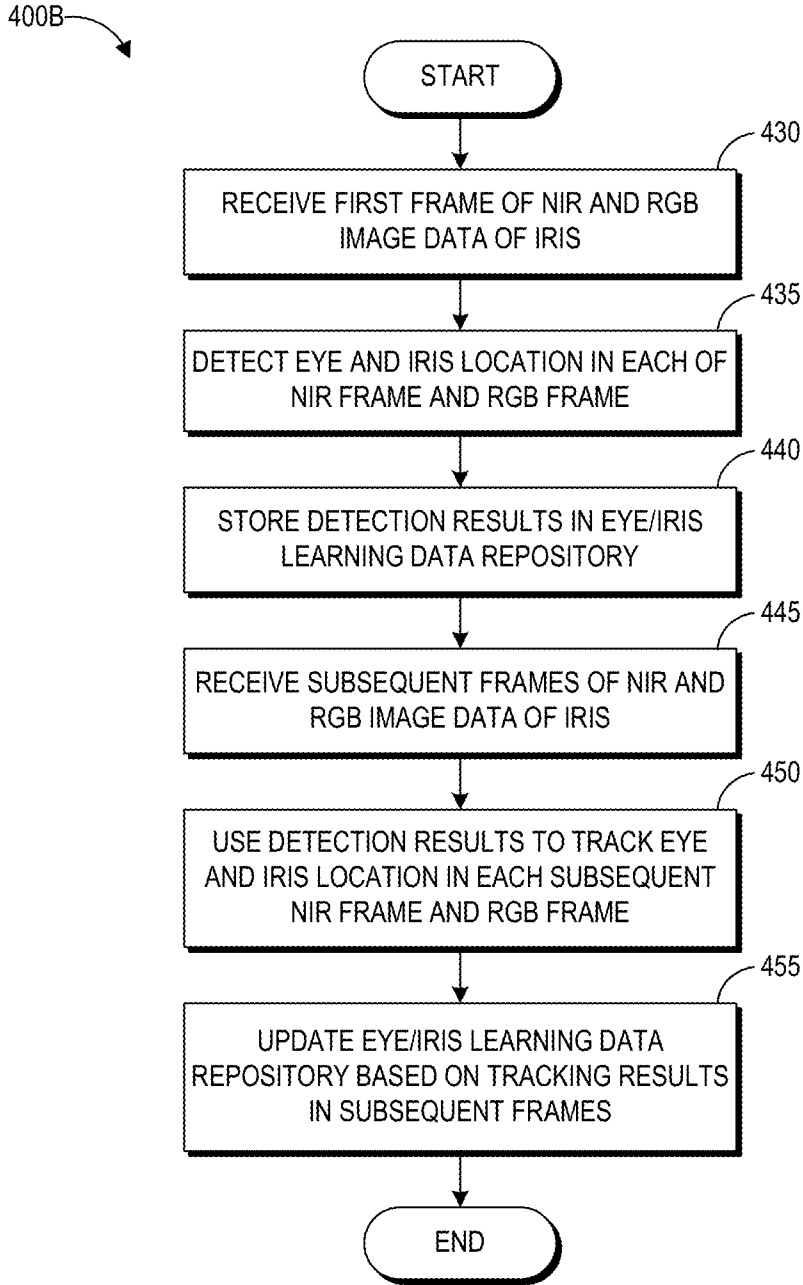 400B
START
430
RECEIVE FIRST FRAME OF NIR AND RGB
IMAGE DATA OF IRIS
435
DETECT EYE AND IRIS LOCATION IN EACH OF
NIR FRAME AND RGB FRAME
440
STORE DETECTION RESULTS IN EYE/IRIS
LEARNING DATA REPOSITORY
445
RECEIVE SUBSEQUENT FRAMES OF NIR AND
RGB IMAGE DATA OF IRIS
450
USE DETECTION RESULTS TO TRACK EYE
AND IRIS LOCATION IN EACH SUBSEQUENT
NIR FRAME AND RGB FRAME
455
UPDATE EYE/IRIS LEARNING DATA
REPOSITORY BASED ON TRACKING RESULTS
IN SUBSEQUENT FRAMES
END